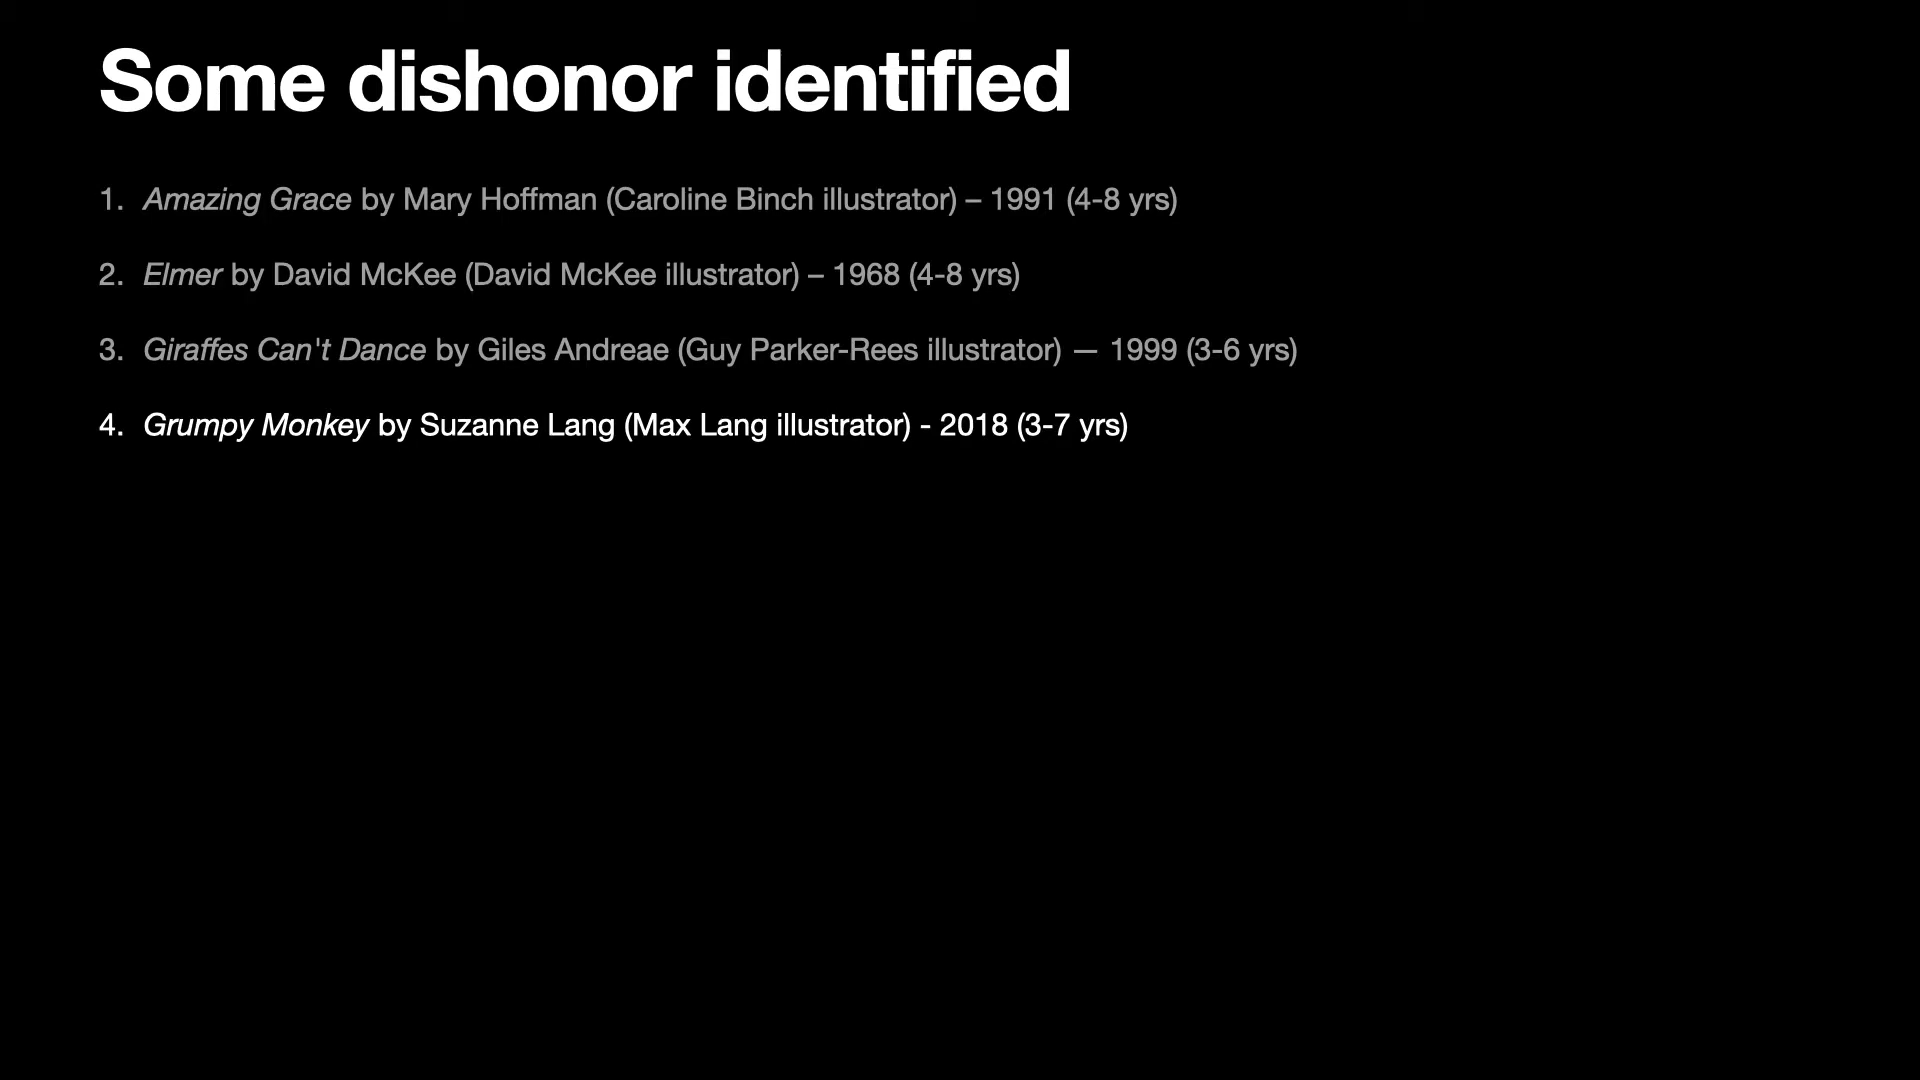 Some dishonor identified
1. Amazing Grace by Mary Hoffman (Caroline Binch illustrator) – 1991 (4-8 yrs)
2. Elmer by David McKee (David McKee illustrator) – 1968 (4-8 yrs)
3. Giraffes Can't Dance by Giles Andreae (Guy Parker-Rees illustrator) — 1999 (3-6 yrs)
4. Grumpy Monkey by Suzanne Lang (Max Lang illustrator) - 2018 (3-7 yrs)